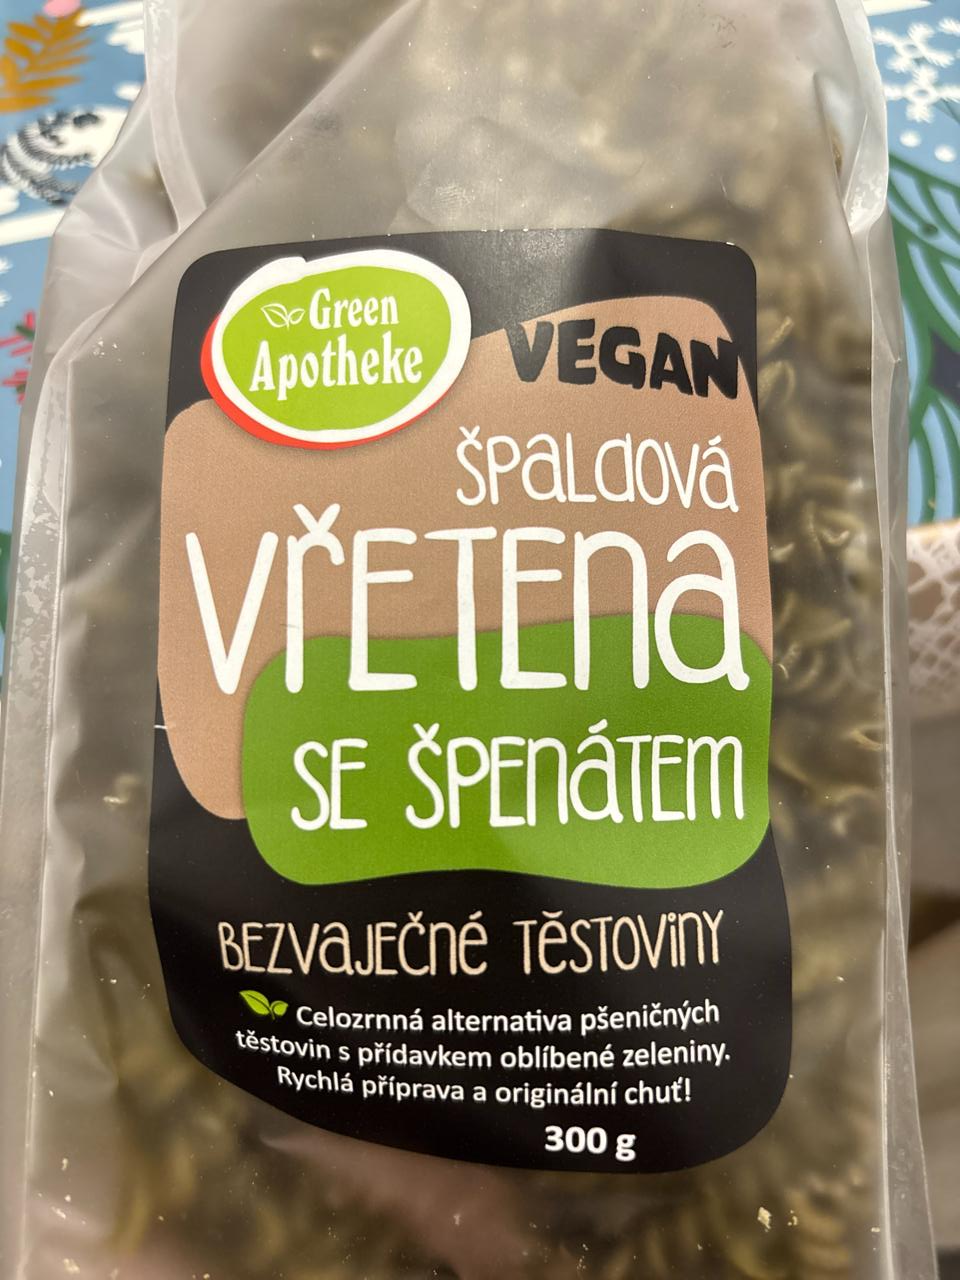 Green
Apotheke
VEGAN
ŠPALDOVÁ
VŘETENA
SE ŠPENÁTEM
BEZVAJEČNÉ TĚSTOVINY
Celozrnná alternativa pšeničných
těstovin s přídavkem oblíbené zeleniny.
Rychlá příprava a originální chuť!
300 g